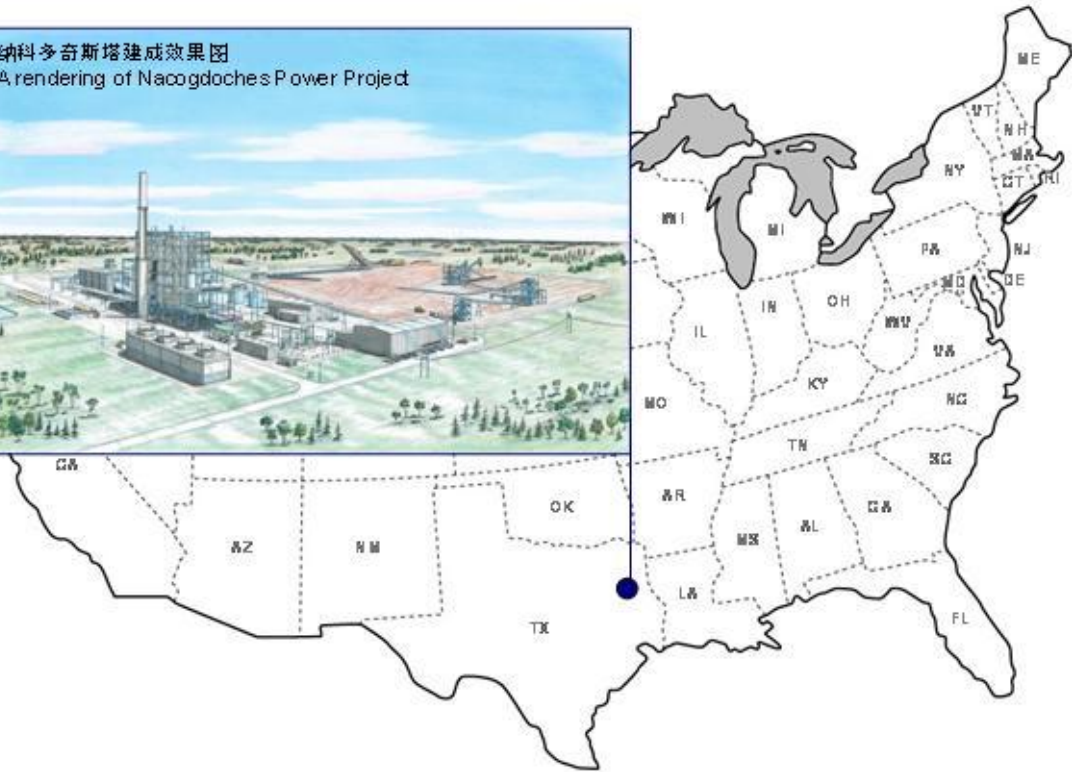 纳科多奇斯塔建成效果图
A rendering of Nacogdoches Power Project
ME
VT
NH
MA
NY
CT
RI
WI
MI
PA
NJ
MD
DE
OH
IN
IL
WV
VA
KY
MO
NC
TN
CA
SC
AR
OK
GA
AL
MS
AZ
NM
LA
TX
FL